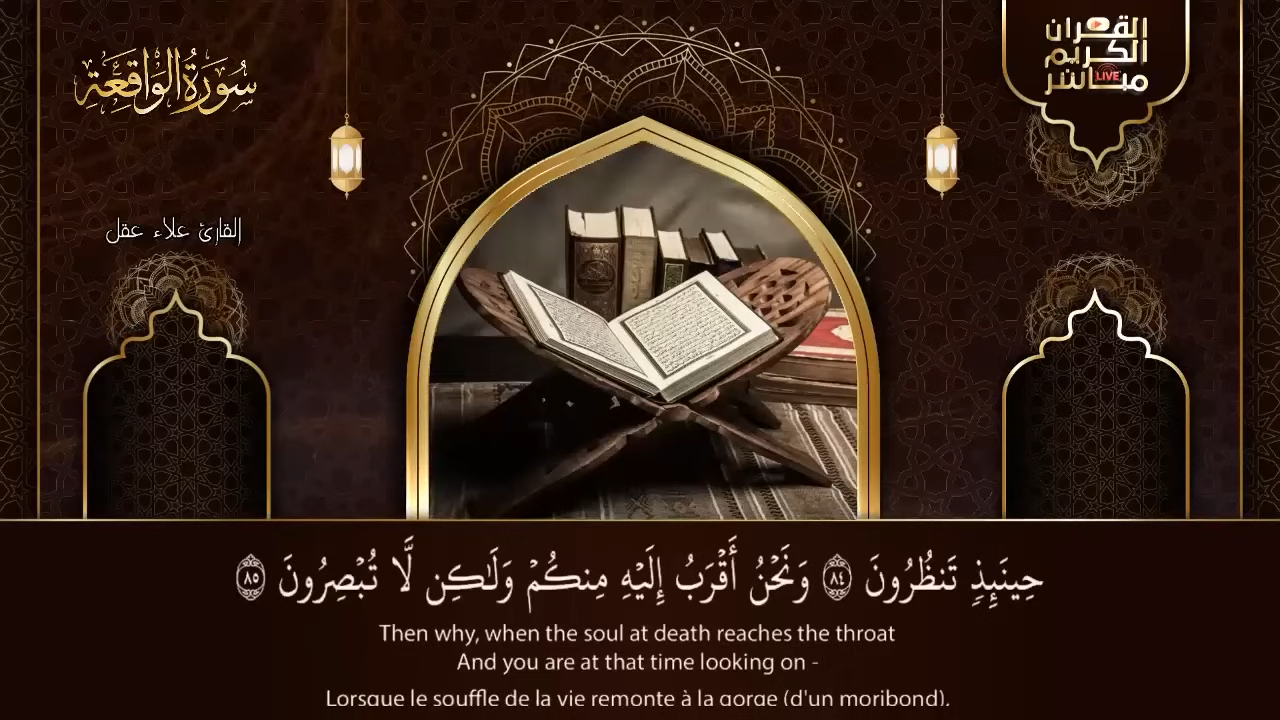 سُورَةُ الْوَاقِعَة
القرآن
الكريم
مباشر
LIVE
القارئ علاء عقل
حِينَئِذٍ تَنظُرُونَ ٨٤ وَنَحْنُ أَقْرَبُ إِلَيْهِ مِنكُمْ وَلَٰكِن لَّا تُبْصِرُونَ ٨٥
Then why, when the soul at death reaches the throat
And you are at that time looking on -
Lorsque le souffle de la vie remonte à la gorge (d'un moribond).